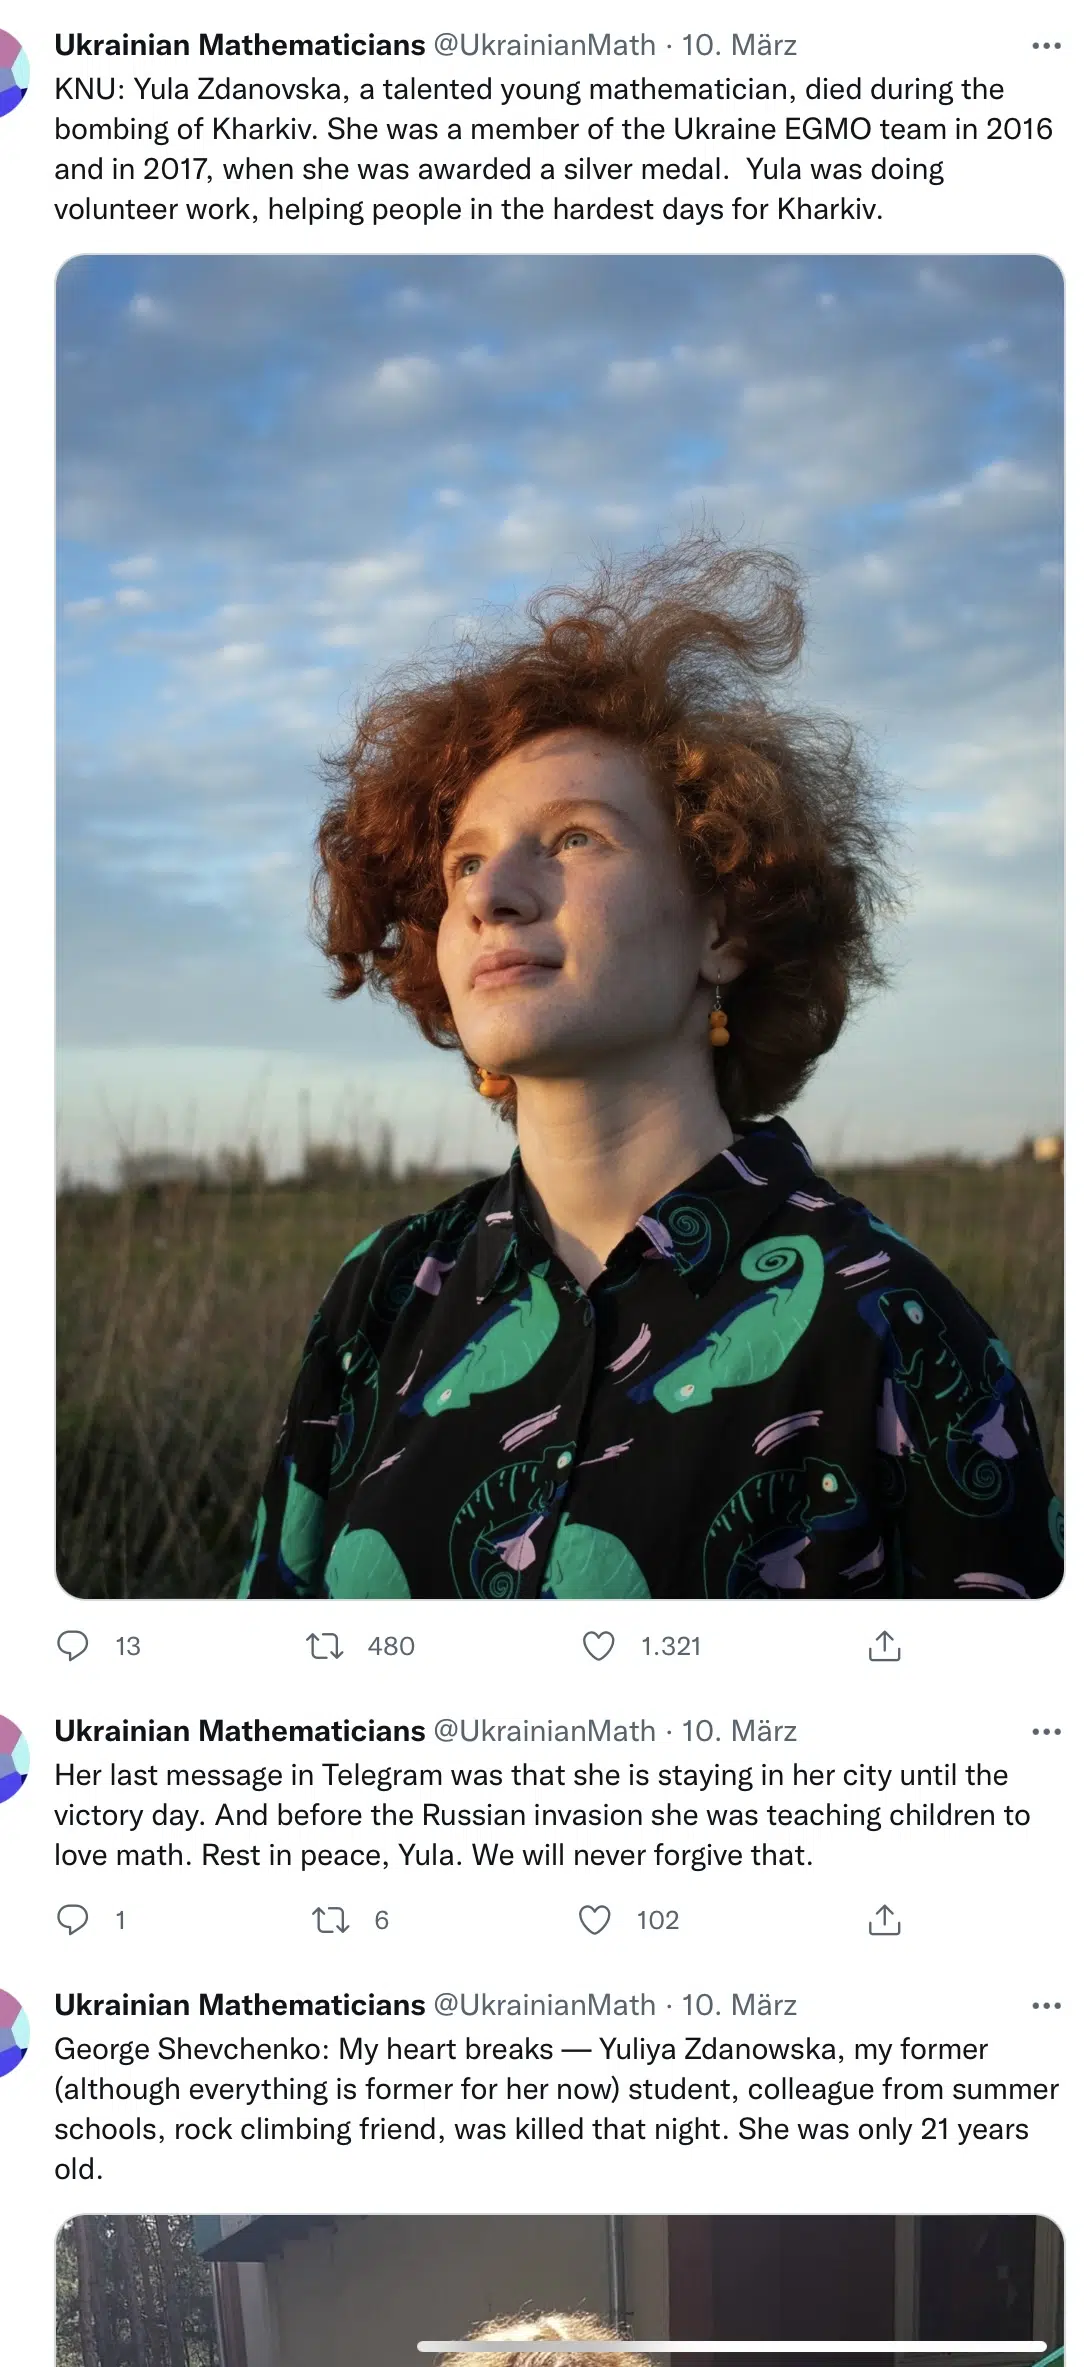 Ukrainian Mathematicians @UkrainianMath · 10. März
KNU: Yula Zdanovska, a talented young mathematician, died during the
bombing of Kharkiv. She was a member of the Ukraine EGMO team in 2016
and in 2017, when she was awarded a silver medal.  Yula was doing
volunteer work, helping people in the hardest days for Kharkiv.
13 480 1.321
Ukrainian Mathematicians @UkrainianMath · 10. März
Her last message in Telegram was that she is staying in her city until the
victory day. And before the Russian invasion she was teaching children to
love math. Rest in peace, Yula. We will never forgive that.
1 6 102
Ukrainian Mathematicians @UkrainianMath · 10. März
George Shevchenko: My heart breaks — Yuliya Zdanowska, my former
(although everything is former for her now) student, colleague from summer
schools, rock climbing friend, was killed that night. She was only 21 years
old.